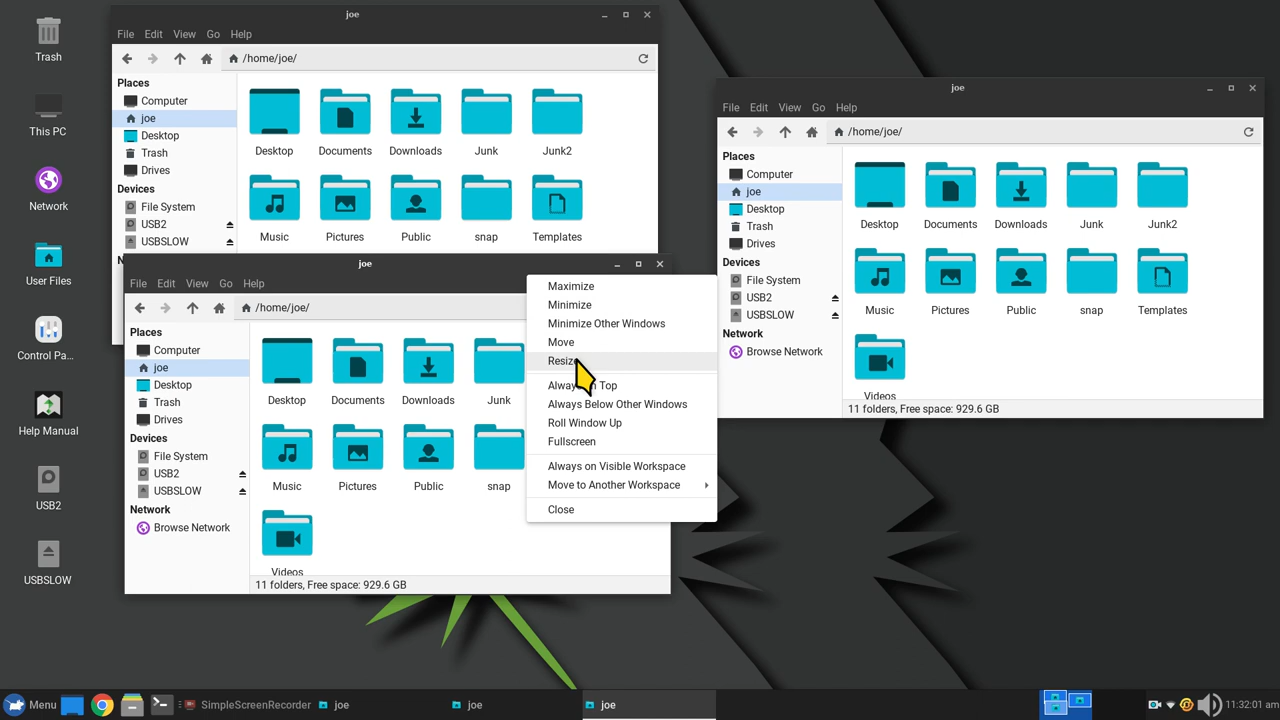 Trash
This PC
Network
User Files
Control Pa...
Help Manual
USB2
USBSLOW
joe
File Edit View Go Help
/home/joe/
Places
Computer
joe
Desktop
Trash
Drives
Devices
File System
USB2
USBSLOW
N
Desktop Documents Downloads Junk Junk2
Music Pictures Public snap Templates
joe
File Edit View Go Help
/home/joe/
Places
Computer
joe
Desktop
Trash
Drives
Devices
File System
USB2
USBSLOW
Network
Browse Network
Desktop Documents Downloads Junk
Music Pictures Public snap
Videos
11 folders, Free space: 929.6 GB
Maximize
Minimize
Minimize Other Windows
Move
Resize
Always on Top
Always Below Other Windows
Roll Window Up
Fullscreen
Always on Visible Workspace
Move to Another Workspace
Close
joe
File Edit View Go Help
/home/joe/
Places
Computer
joe
Desktop
Trash
Drives
Devices
File System
USB2
USBSLOW
Network
Browse Network
Desktop Documents Downloads Junk Junk2
Music Pictures Public snap Templates
Videos
11 folders, Free space: 929.6 GB
Menu SimpleScreenRecorder joe joe joe 11:32:01 am